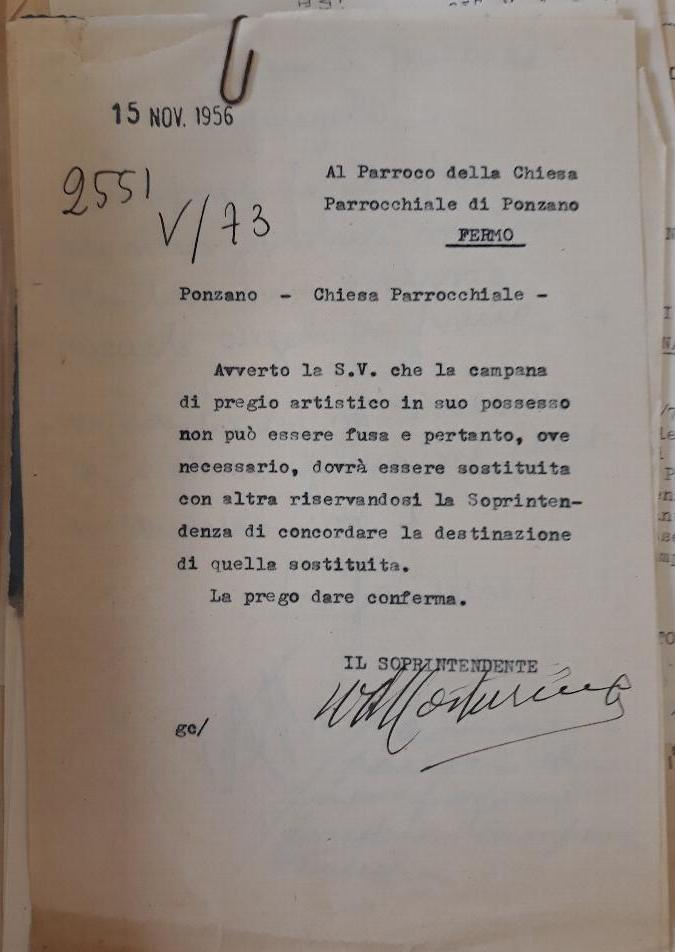 15 NOV. 1956
2551
V/73
Al Parroco della Chiesa
Parrocchiale di Ponzano
FERMO
Ponzano - Chiesa Parrocchiale -
Avverto la S.V. che la campana
di pregio artistico in suo possesso
non può essere fusa e pertanto, ove
necessario, dovrà essere sostituita
con altra riservandosi la Soprinten-
denza di concordare la destinazione
di quella sostituita.
La prego dare conferma.
IL SOPRINTENDENTE
gc/